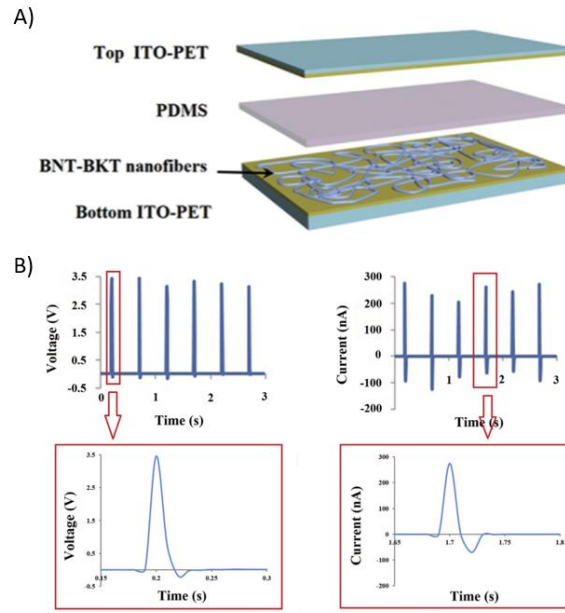 A)
Top ITO-PET
PDMS
BNT-BKT nanofibers
Bottom ITO-PET
B)
Voltage (V)
3.5
2.5
1.5
0.5
-0.5
0
1
2
3
Time (s)
Current (nA)
300
200
100
0
-100
-200
1
2
3
Time (s)
Voltage (V)
3.5
2.5
1.5
0.5
-0.5
0.15
0.2
0.25
0.3
Time (s)
Current (nA)
300
200
100
0
-100
-200
1.65
1.7
1.75
1.8
Time (s)